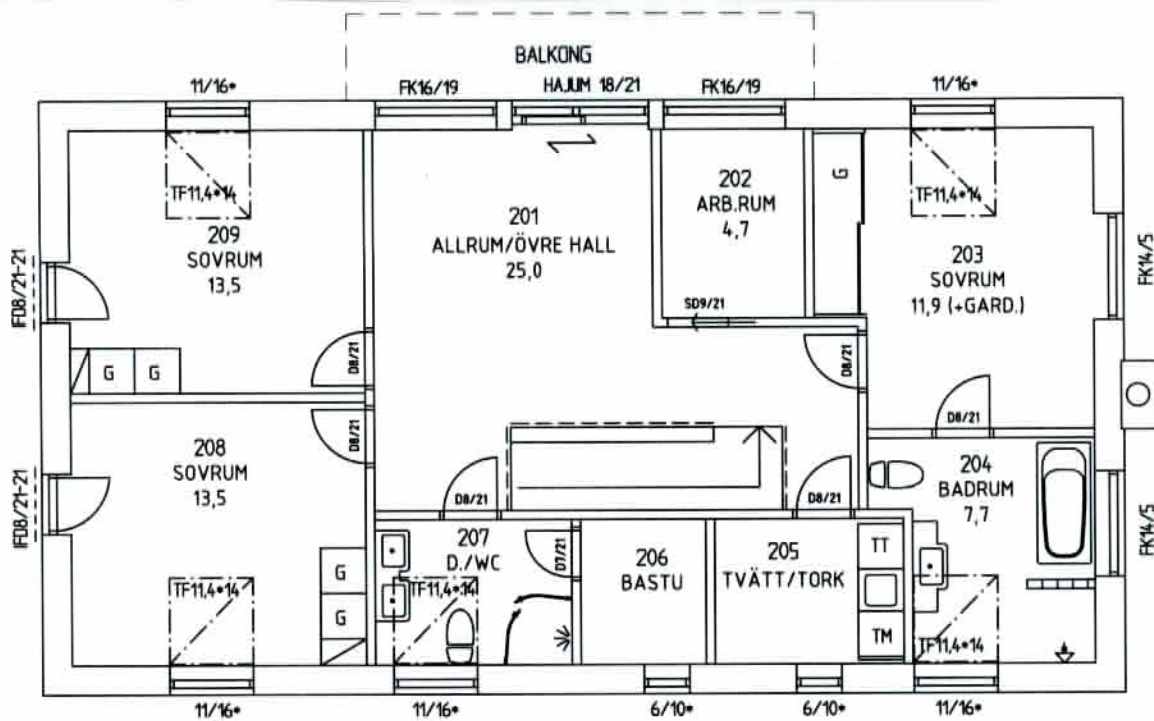 BALKONG
11/16*
FK16/19
HAJUM 18/21
FK16/19
11/16*
TF11,4*14
209
SOVRUM
13,5
201
ALLRUM/ÖVRE HALL
25,0
202
ARB.RUM
4,7
G
TF11,4*14
203
SOVRUM
11,9 (+GARD.)
FK14/5
IFD8/21-21
SD9/21
G
G
D8/21
D8/21
D8/21
D8/21
208
SOVRUM
13,5
IFD8/21-21
204
BADRUM
7,7
FK14/5
D8/21
D8/21
207
D./WC
D7/21
206
BASTU
205
TVÄTT/TORK
TT
TM
G
G
TF11,4*14
TF11,4*14
TF11,4*14
11/16*
11/16*
6/10*
6/10*
11/16*